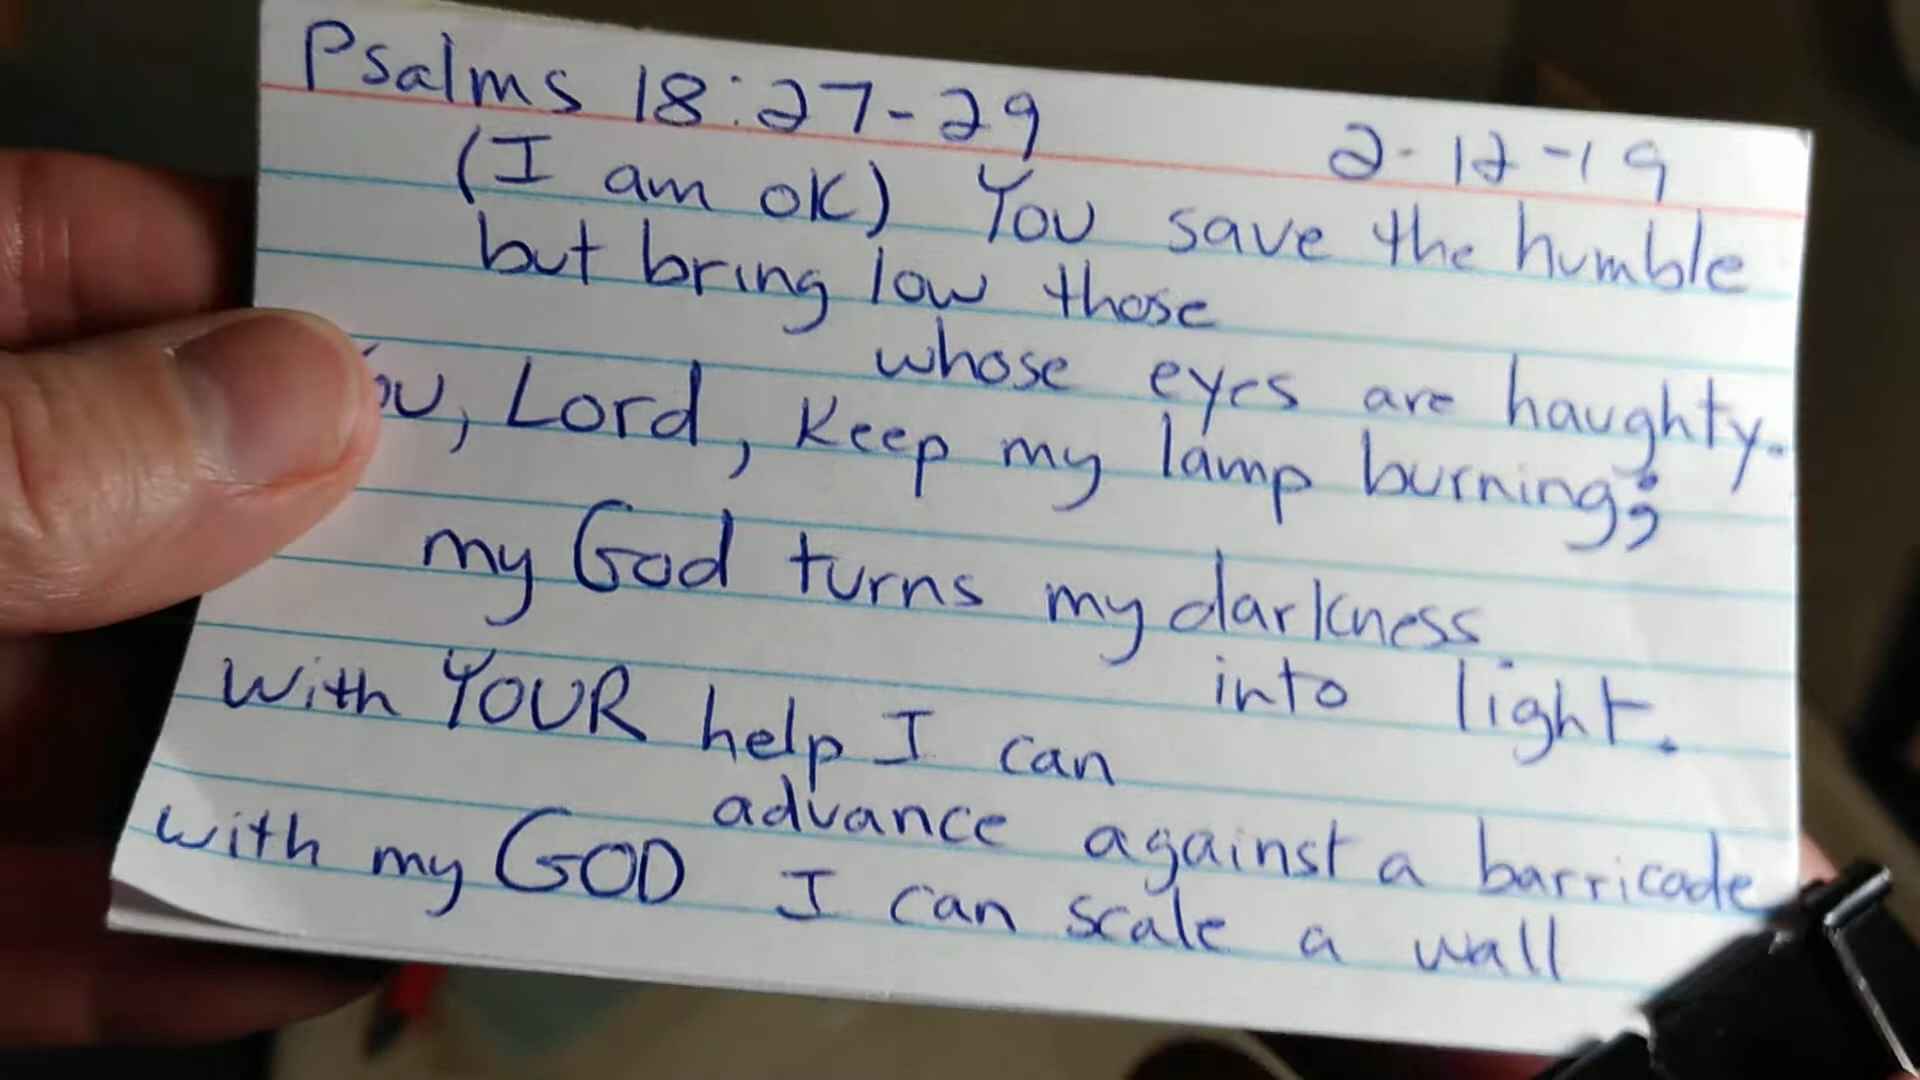 Psalms 18:27-29 2-12-19
(I am OK) You save the humble
but bring low those
whose eyes are haughty.
ou, Lord, keep my lamp burning;
my God turns my darkness
into light.
With YOUR help I can
advance against a barricade
with my GOD I can scale a wall